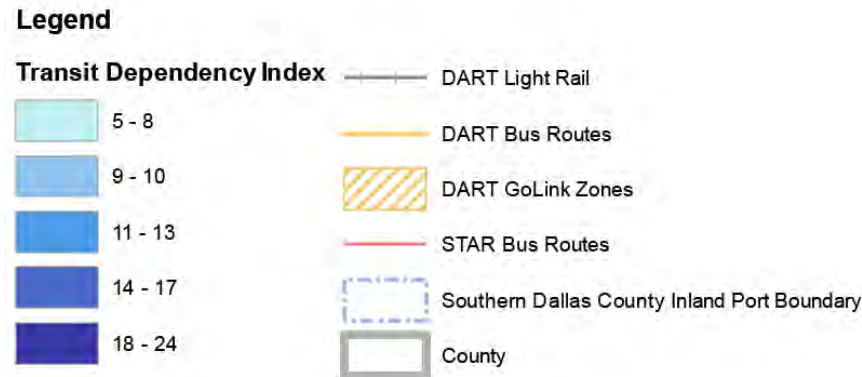 Legend
Transit Dependency Index
5 - 8
9 - 10
11 - 13
14 - 17
18 - 24
DART Light Rail
DART Bus Routes
DART GoLink Zones
STAR Bus Routes
Southern Dallas County Inland Port Boundary
County